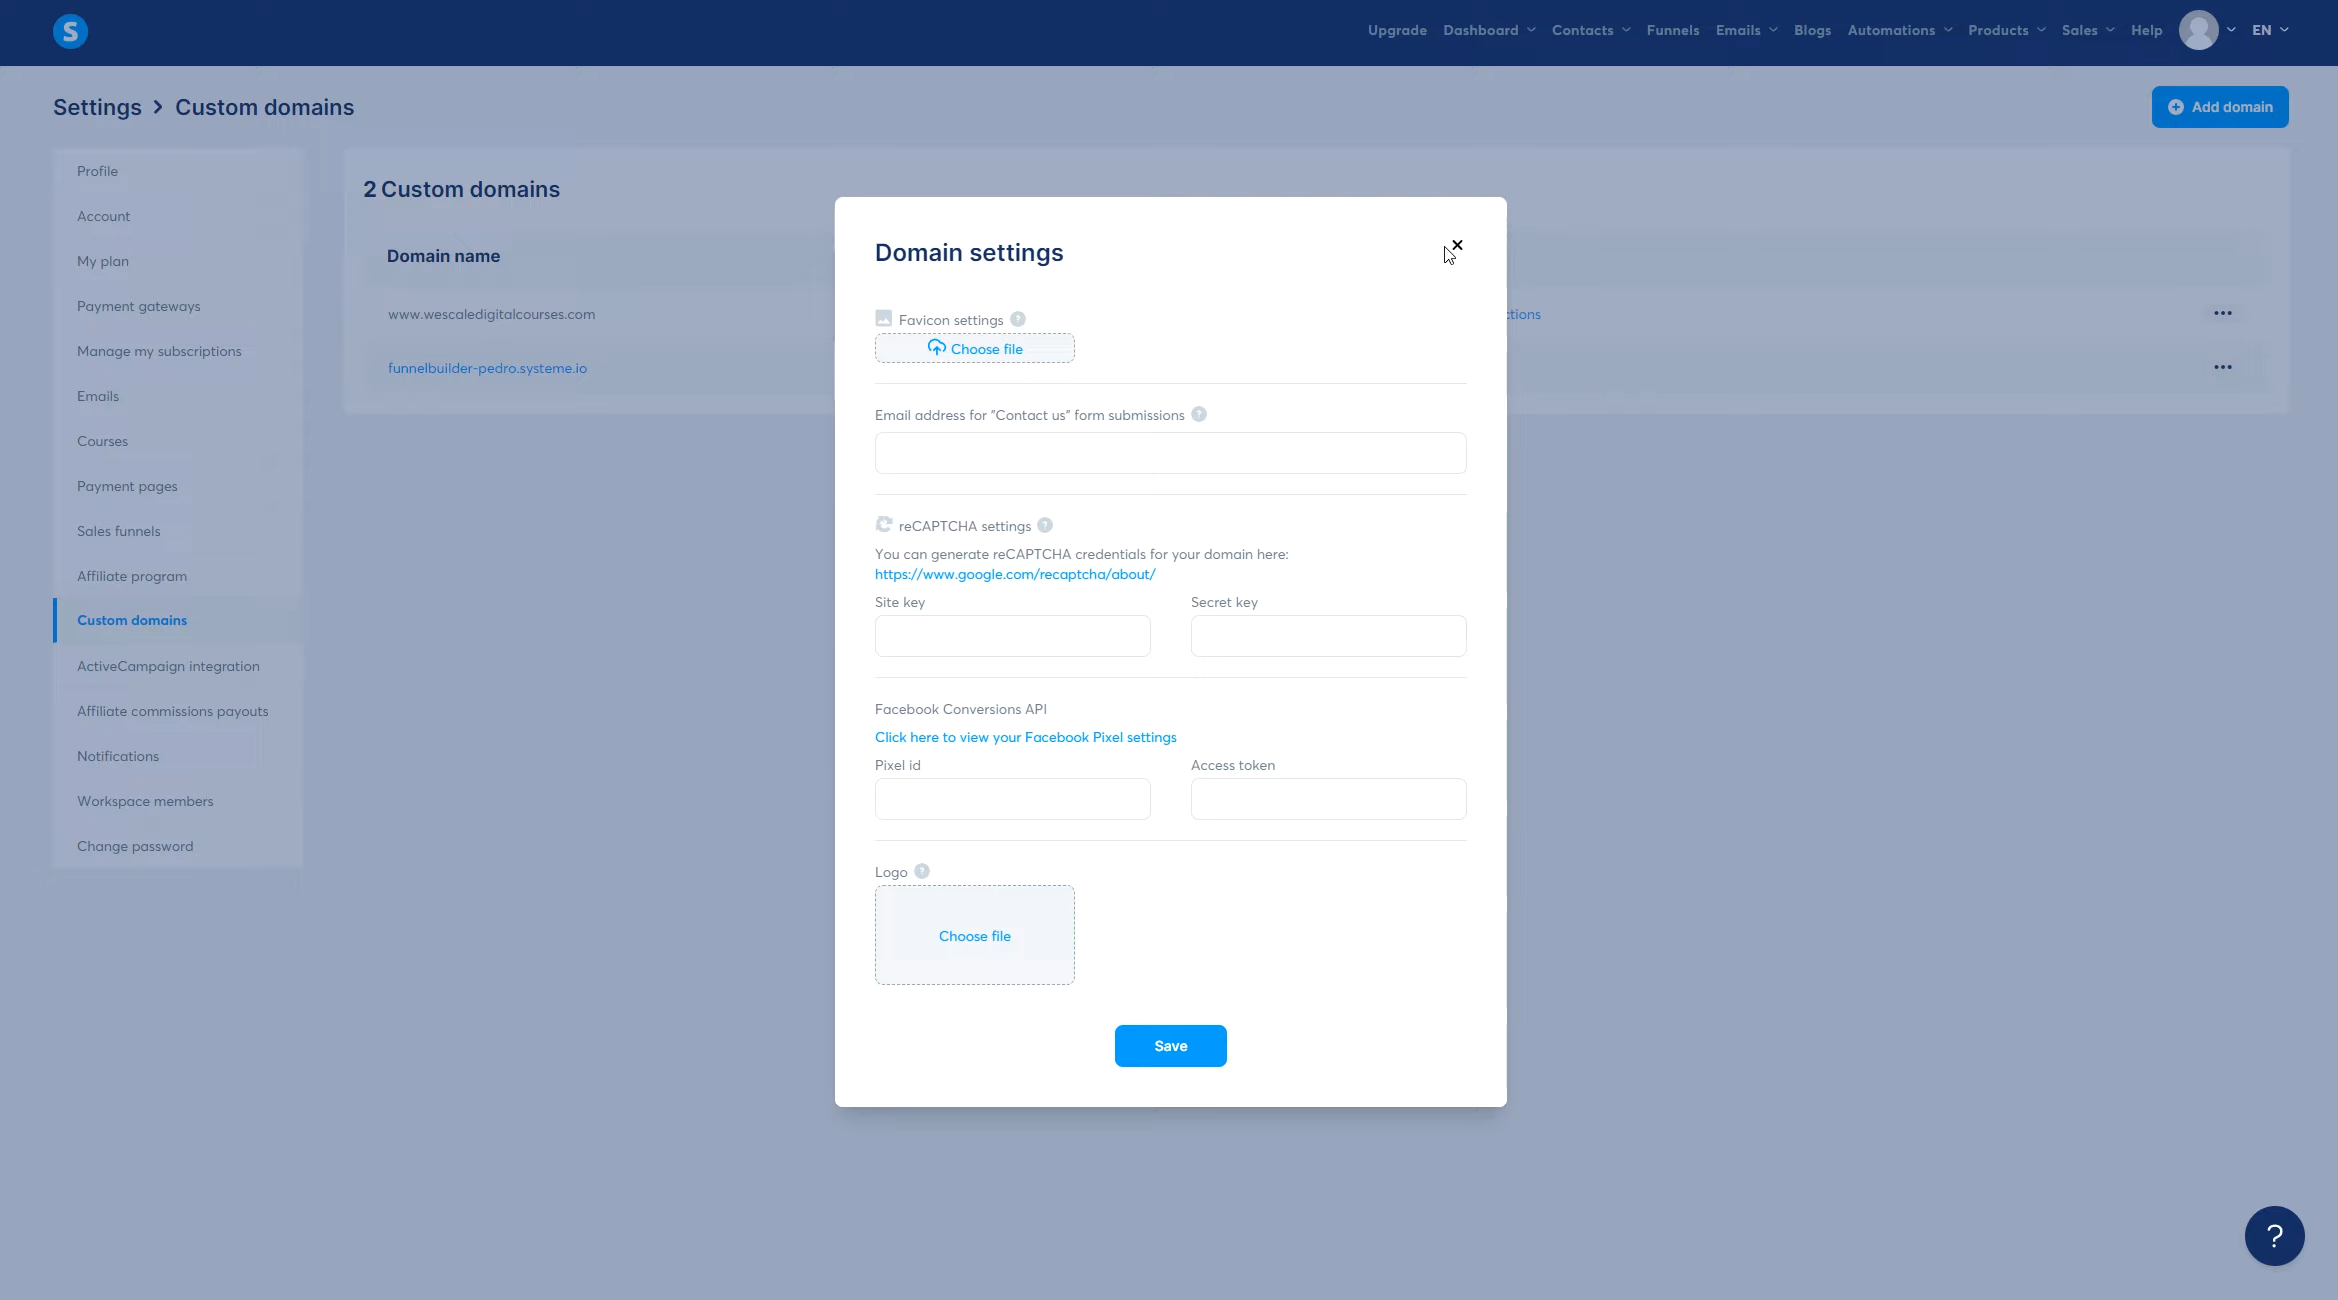 S
Upgrade Dashboard Contacts Funnels Emails Blogs Automations Products Sales Help EN
Settings > Custom domains
Add domain
Profile
Account
My plan
Payment gateways
Manage my subscriptions
Emails
Courses
Payment pages
Sales funnels
Affiliate program
Custom domains
ActiveCampaign integration
Affiliate commissions payouts
Notifications
Workspace members
Change password
2 Custom domains
Domain name
www.wescaledigitalcourses.com
ctions
funnelbuilder-pedro.systeme.io
Domain settings
Favicon settings ?
Choose file
Email address for "Contact us" form submissions ?
reCAPTCHA settings ?
You can generate reCAPTCHA credentials for your domain here:
https://www.google.com/recaptcha/about/
Site key Secret key
Facebook Conversions API
Click here to view your Facebook Pixel settings
Pixel id Access token
Logo ?
Choose file
Save
?